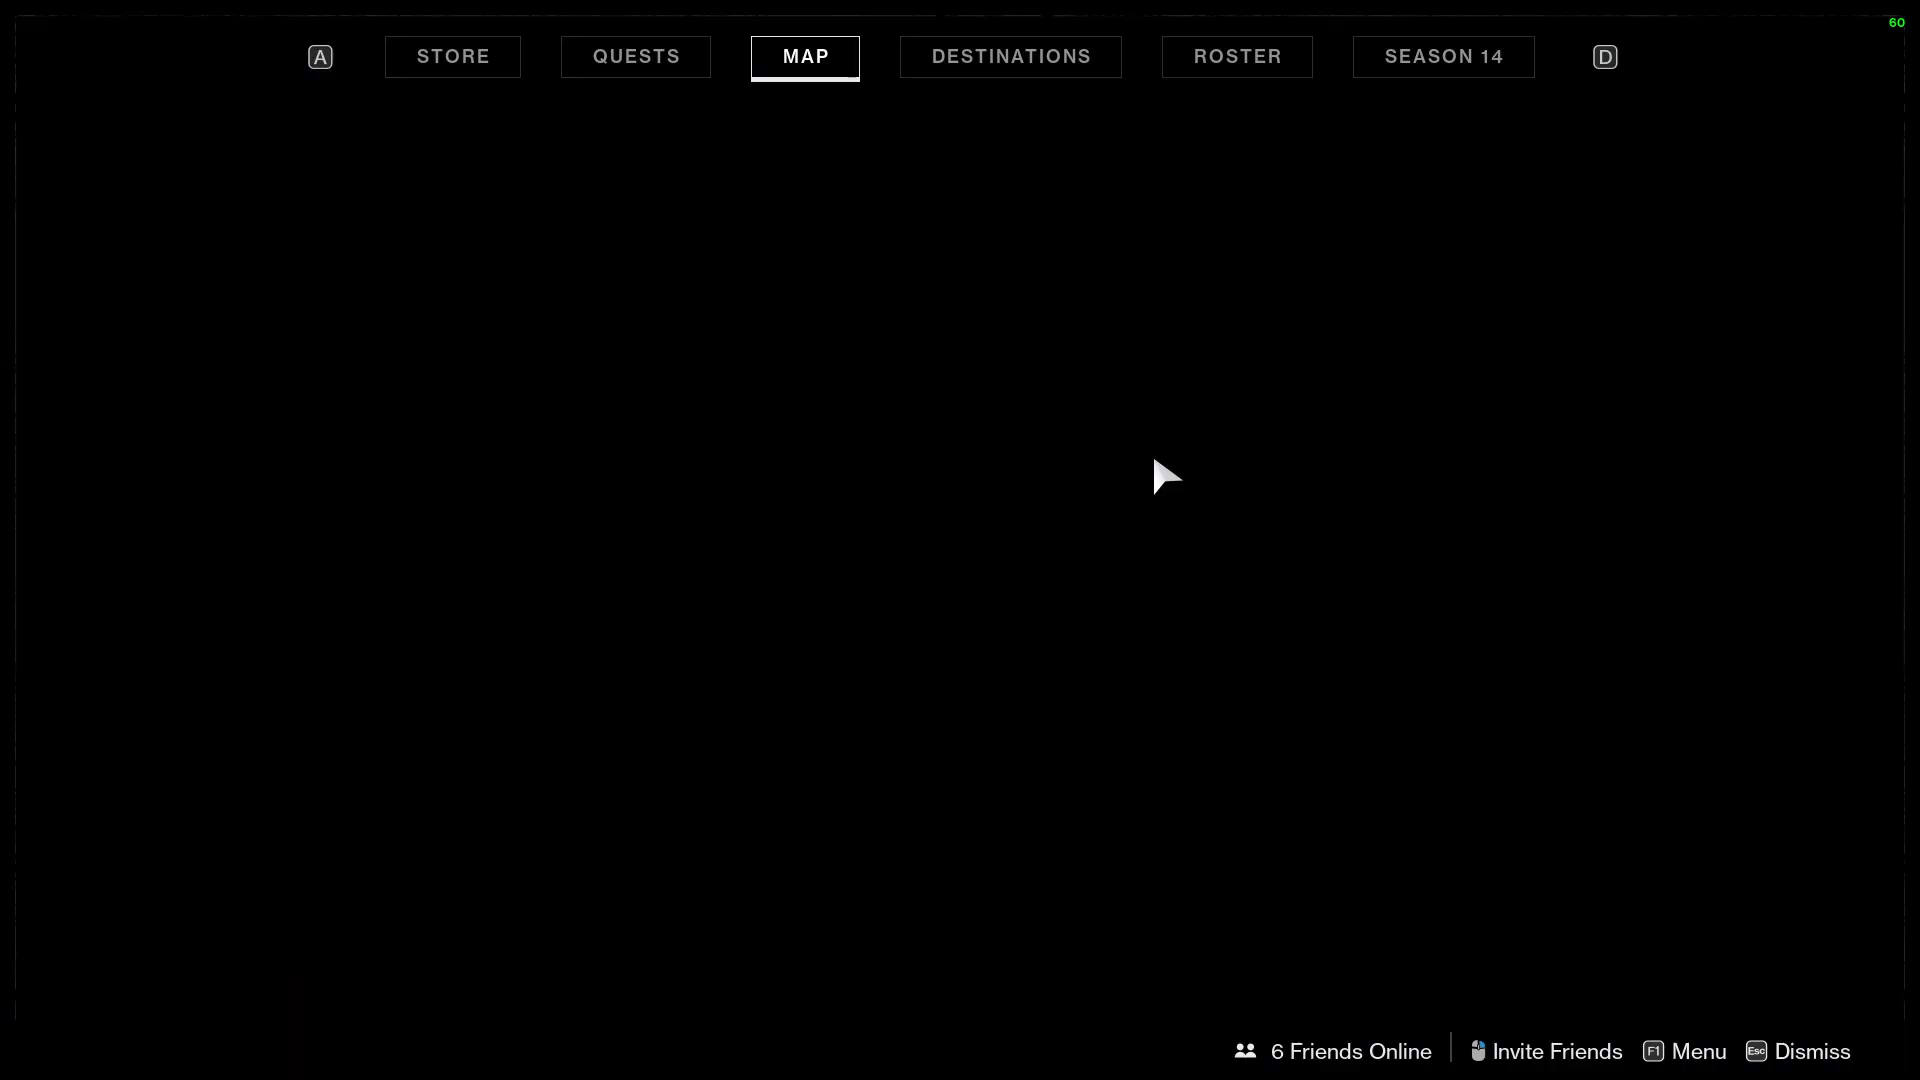 60
A STORE QUESTS MAP DESTINATIONS ROSTER SEASON 14 D
6 Friends Online Invite Friends F1 Menu Esc Dismiss